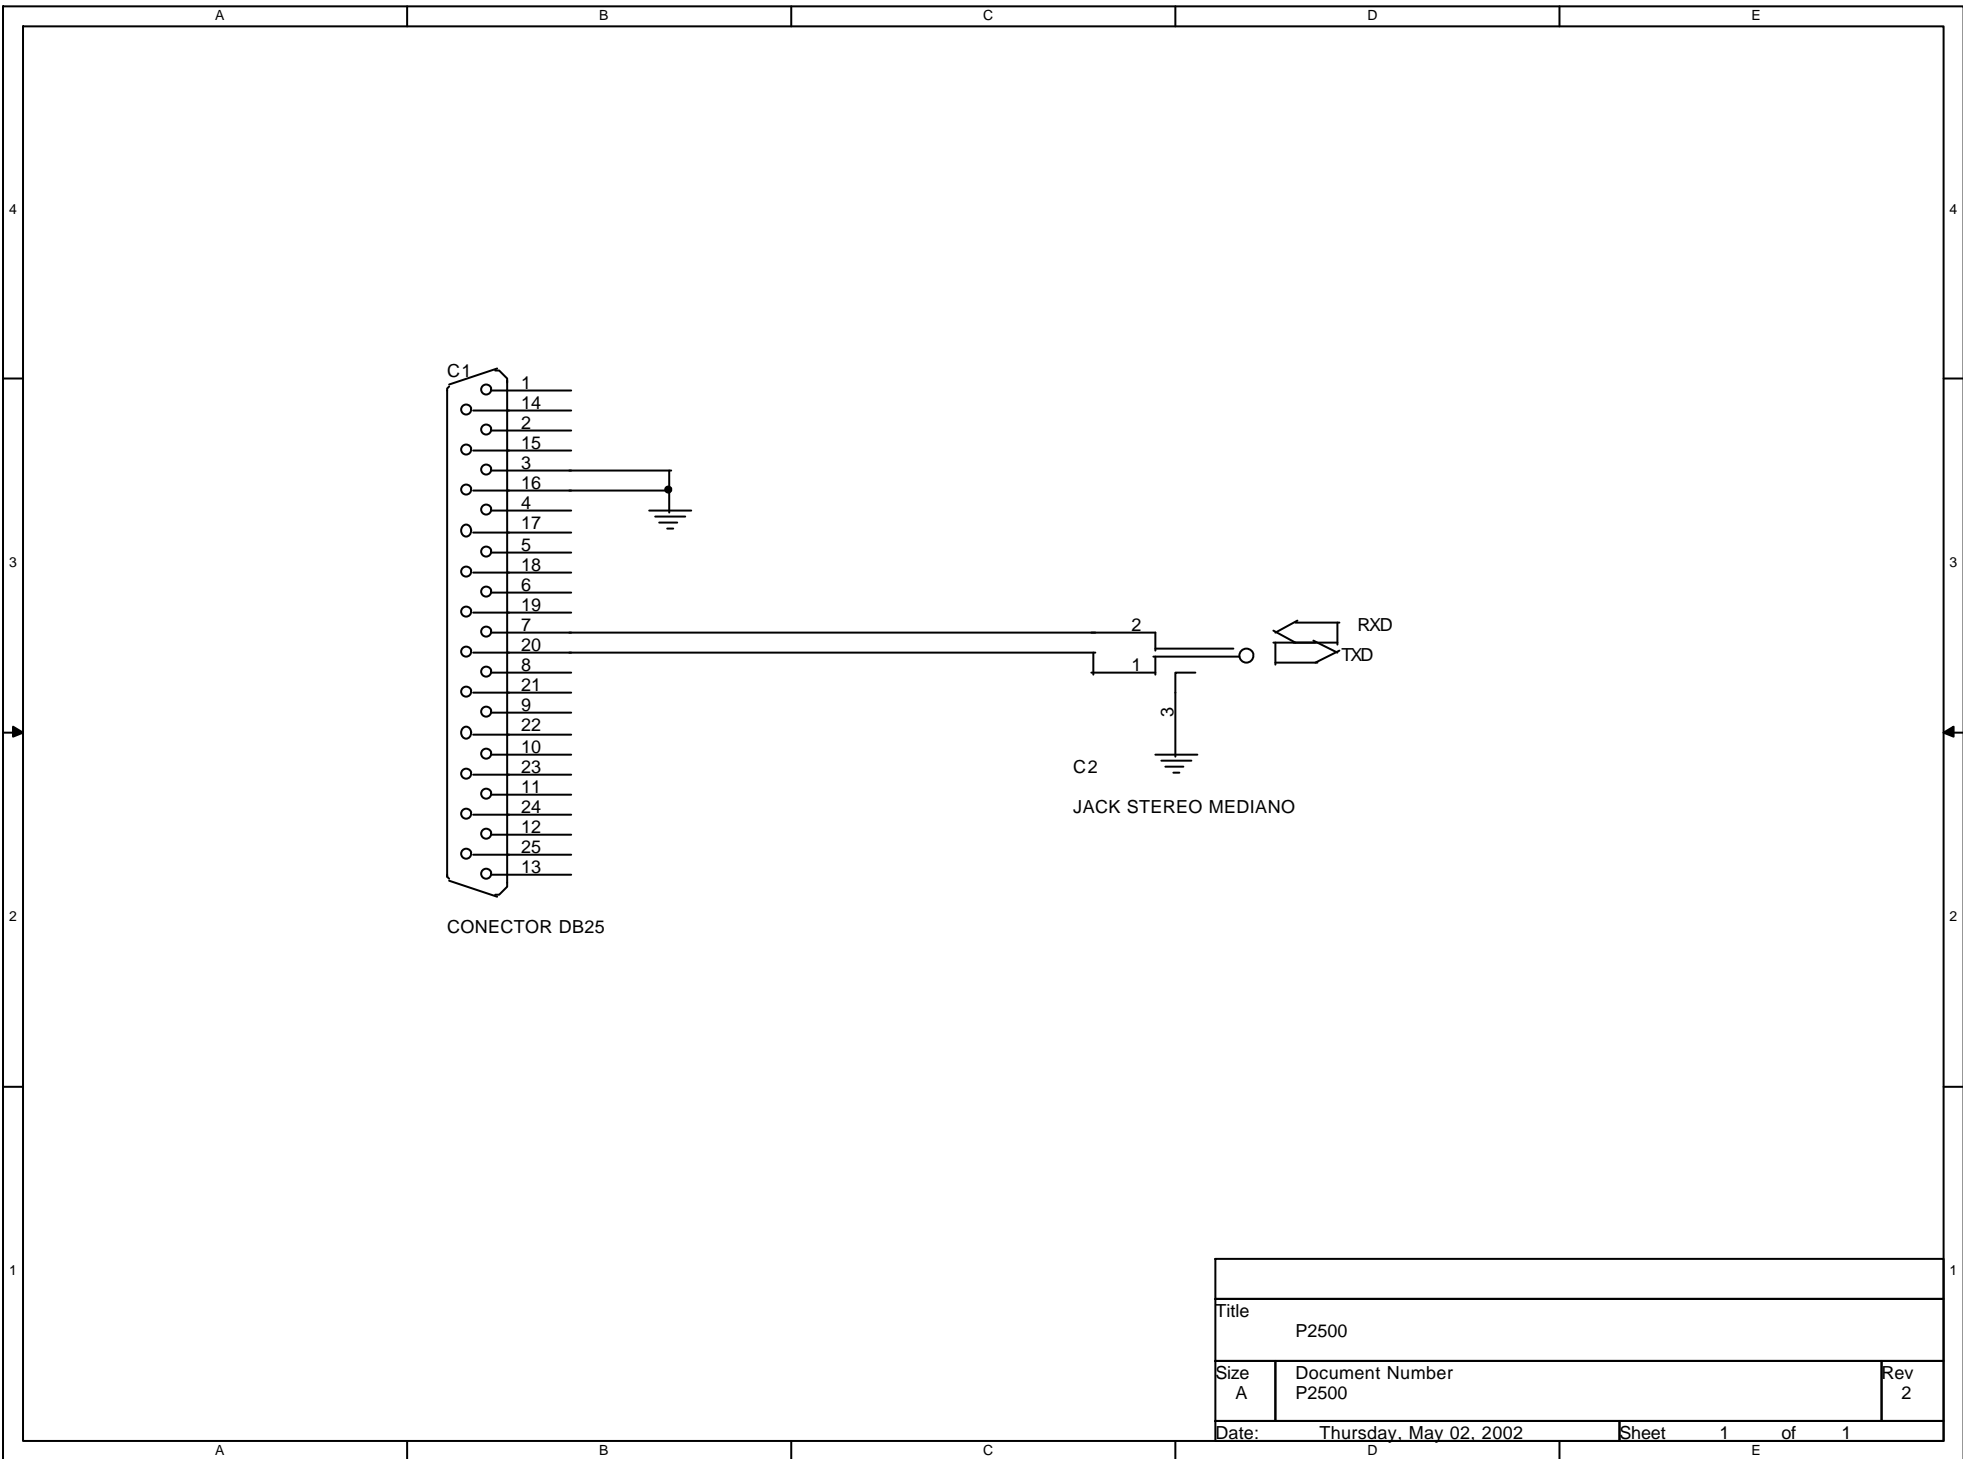 A B C D E
4 4
C1
1
14
2
15
3
16
4
17
5
18
3 3
6
19
7 2 RXD
20 TXD
8 1
21
9 3
22
10
23 C2
11
24 JACK STEREO MEDIANO
12
25
13
2 2
CONECTOR DB25
1 1
Title
P2500
Size Document Number Rev
A P2500 2
Date: Thursday, May 02, 2002 Sheet 1 of 1
A B C D E